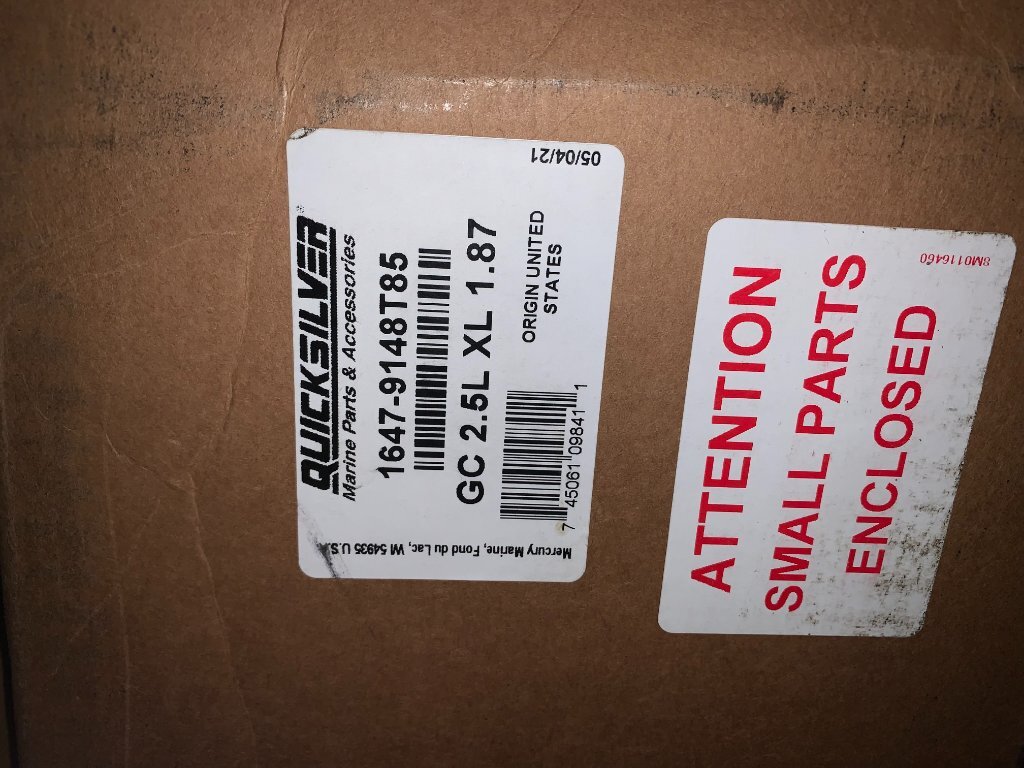 QUICKSILVER
Marine Parts & Accessories
1647-9148T85
GC 2.5L XL 1.87
7 45061 09841 1
ORIGIN UNITED
STATES
Mercury Marine, Fond du Lac, WI 54935 U.S.A.
05/04/21
ATTENTION
SMALL PARTS
ENCLOSED
SM0116460